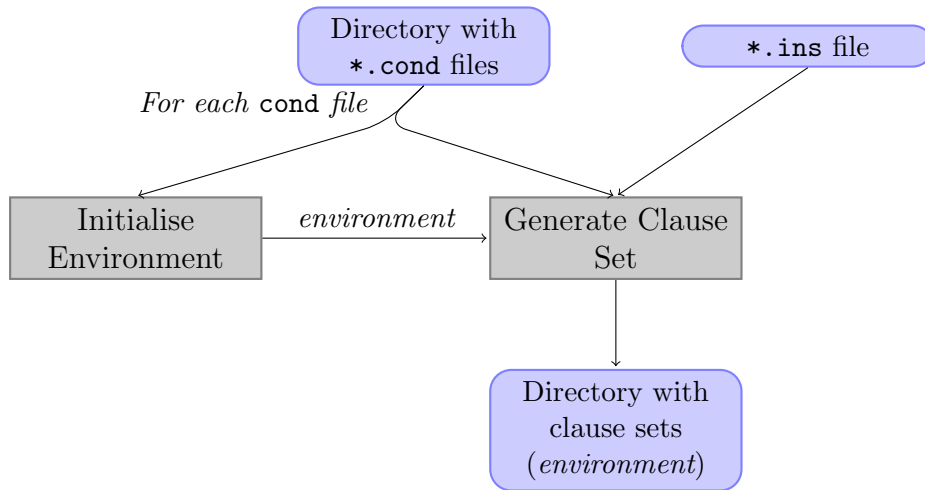 Directory with
*.cond files
*.ins file
For each cond file
Initialise
Environment
environment
Generate Clause
Set
Directory with
clause sets
(environment)